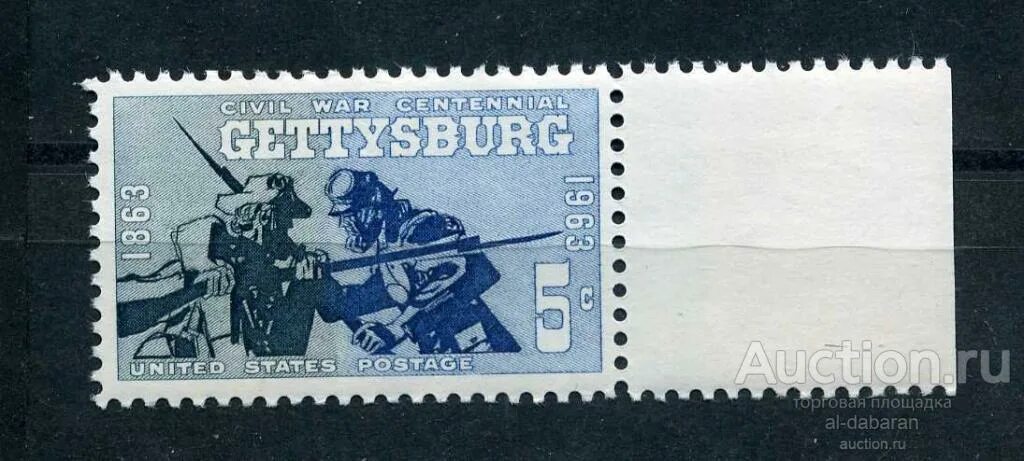 CIVIL WAR CENTENNIAL
GETTYSBURG
1863
1963
5c
UNITED STATES POSTAGE
Auction.ru
торговая площадка
al-dabaran
auction.ru